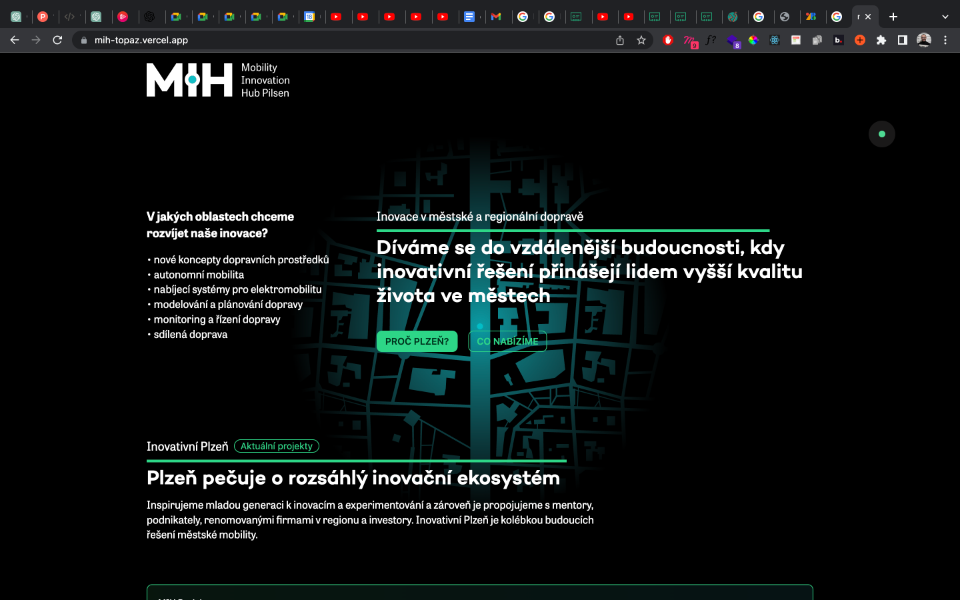 mih-topaz.vercel.app
MIH
Mobility
Innovation
Hub Pilsen
V jakých oblastech chceme
rozvíjet naše inovace?
• nové koncepty dopravních prostředků
• autonomní mobilita
• nabíjecí systémy pro elektromobilitu
• modelování a plánování dopravy
• monitoring a řízení dopravy
• sdílená doprava
Inovace v městské a regionální dopravě
Díváme se do vzdálenější budoucnosti, kdy
inovativní řešení přinášejí lidem vyšší kvalitu
života ve městech
PROČ PLZEŇ?
CO NABÍZÍME
Inovativní Plzeň
Aktuální projekty
Plzeň pečuje o rozsáhlý inovační ekosystém
Inspirujeme mladou generaci k inovacím a experimentování a zároveň je propojujeme s mentory,
podnikately, renomovanými firmami v regionu a investory. Inovativní Plzeň je kolébkou budoucích
řešení městské mobility.